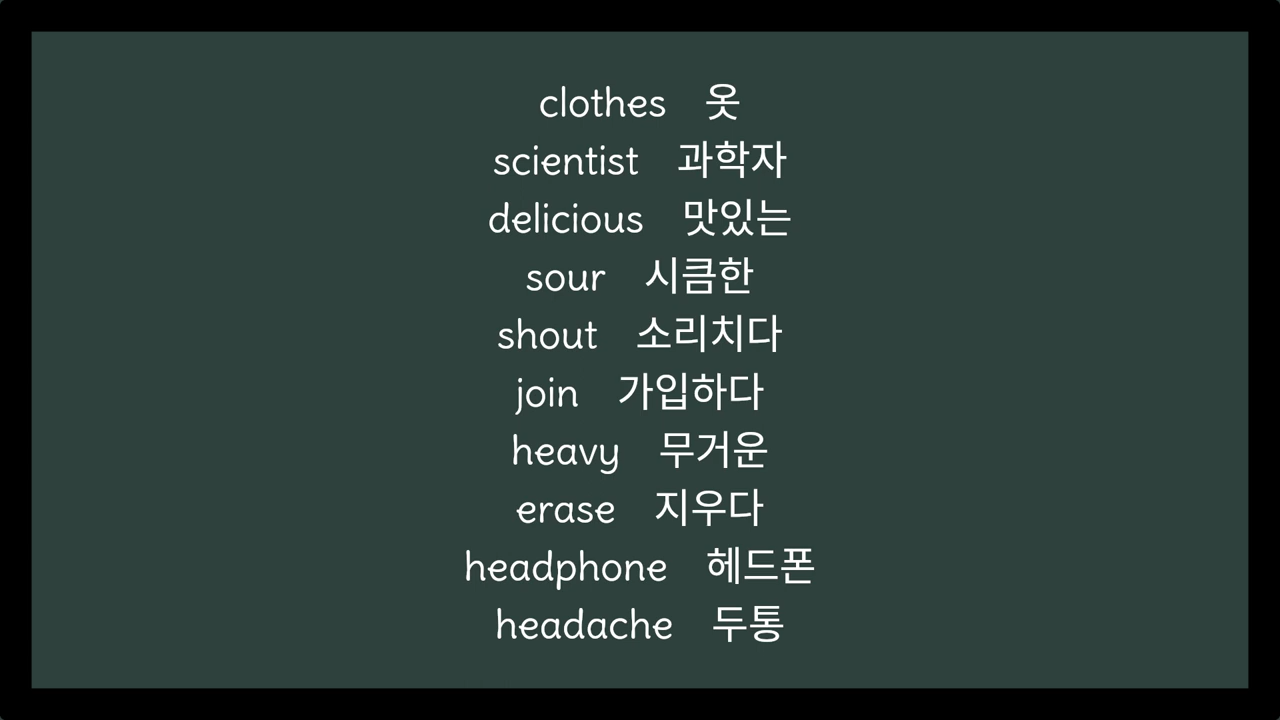 clothes 옷
scientist 과학자
delicious 맛있는
sour 시큼한
shout 소리치다
join 가입하다
heavy 무거운
erase 지우다
headphone 헤드폰
headache 두통